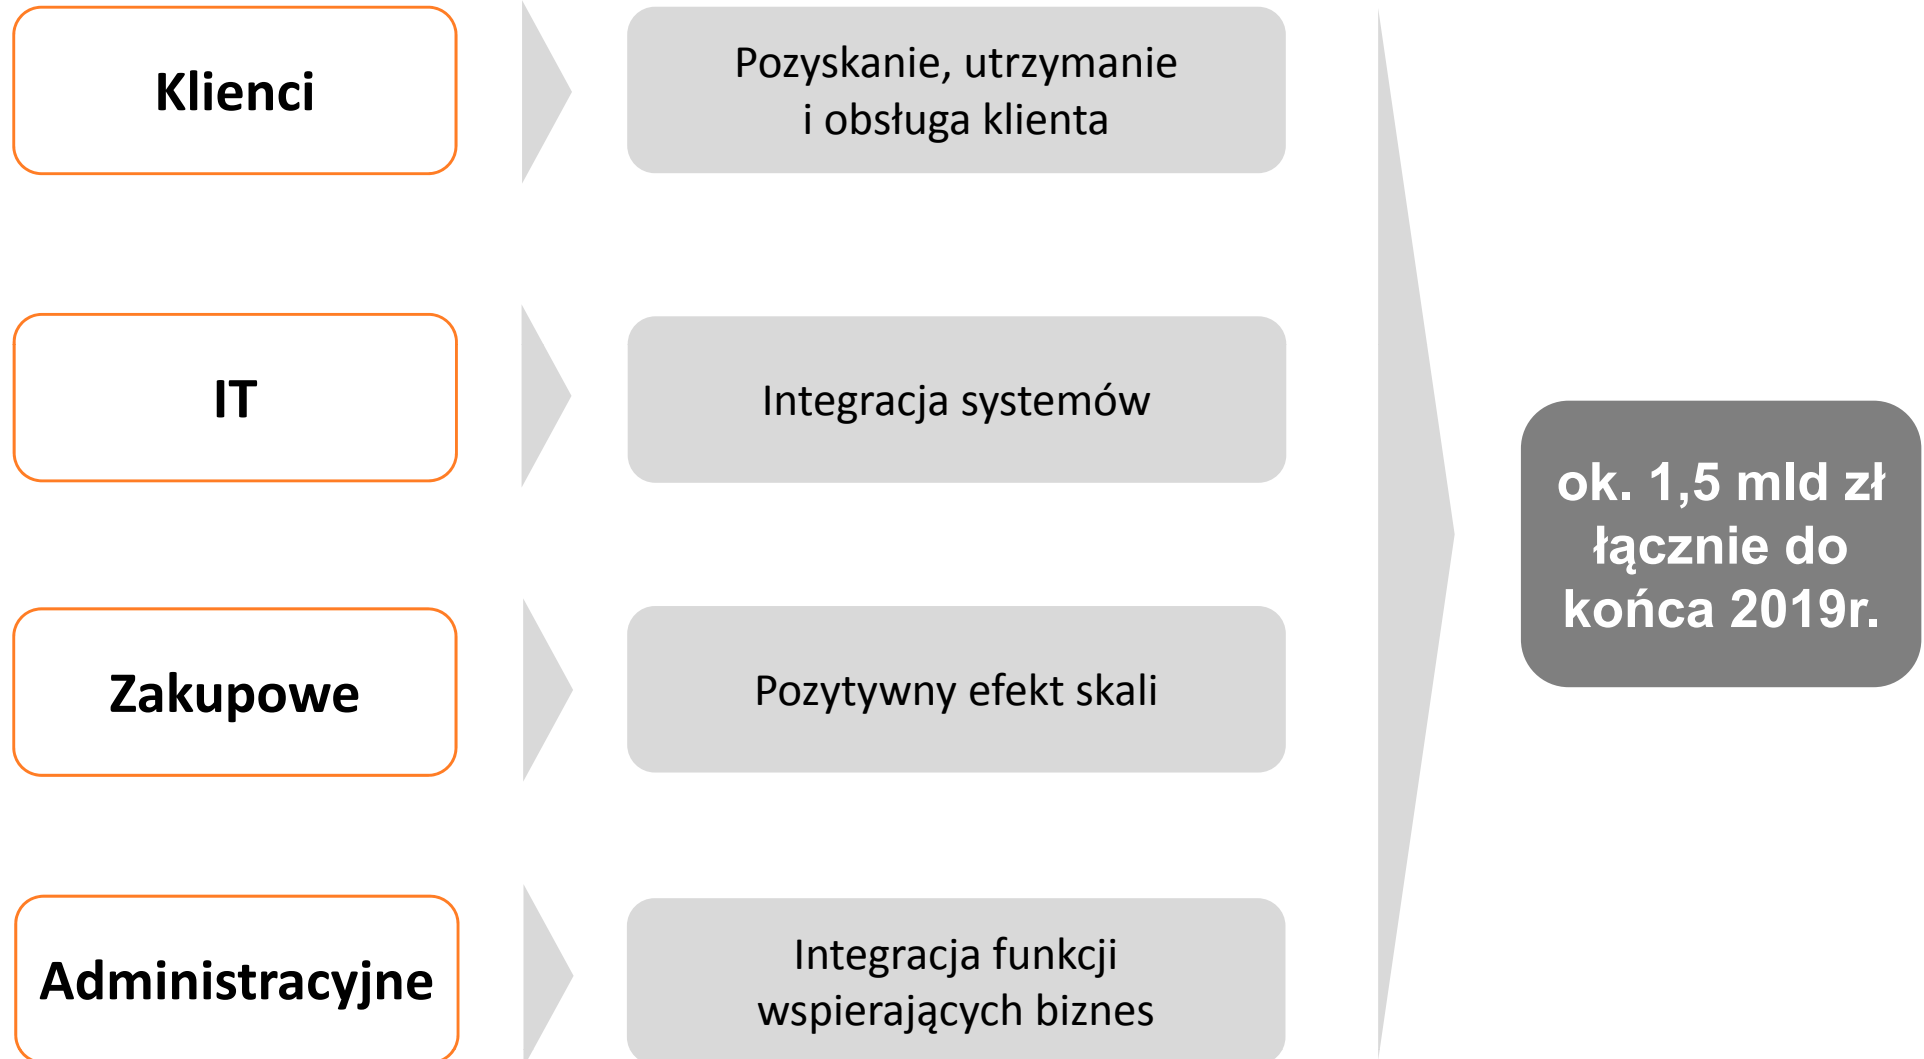 Klienci
Pozyskanie, utrzymanie
i obsługa klienta
IT
Integracja systemów
Zakupowe
Pozytywny efekt skali
Administracyjne
Integracja funkcji
wspierających biznes
ok. 1,5 mld zł
łącznie do
końca 2019r.